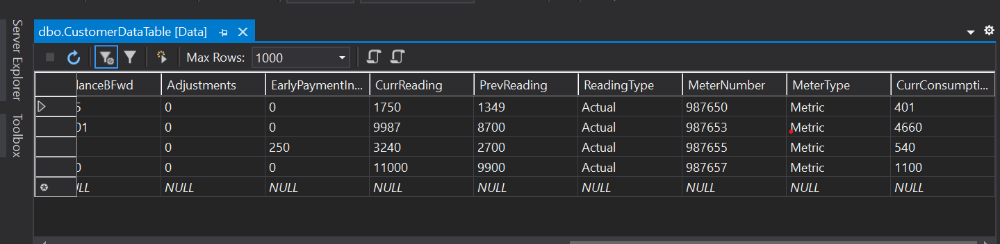 Server Explorer
Toolbox
dbo.CustomerDataTable [Data]
Max Rows: 1000
lanceBFwd Adjustments EarlyPaymentIn... CurrReading PrevReading ReadingType MeterNumber MeterType CurrConsumpti...
5 0 0 1750 1349 Actual 987650 Metric 401
01 0 0 9987 8700 Actual 987653 Metric 4660
0 250 3240 2700 Actual 987655 Metric 540
0 0 0 11000 9900 Actual 987657 Metric 1100
ULL NULL NULL NULL NULL NULL NULL NULL NULL